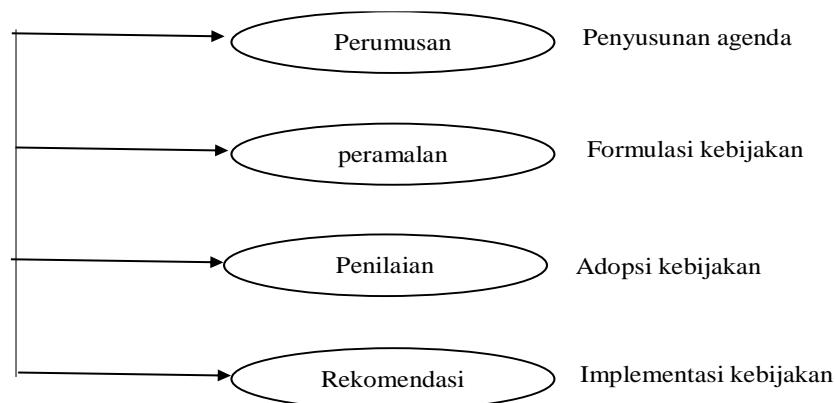 Perumusan Penyusunan agenda
peramalan Formulasi kebijakan
Penilaian Adopsi kebijakan
Rekomendasi Implementasi kebijakan